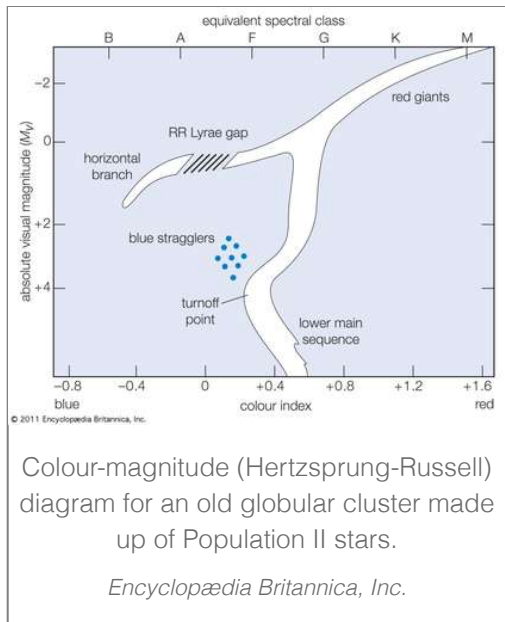 equivalent spectral class
B A F G K M
−2
red giants
RR Lyrae gap
0
horizontal
branch
absolute visual magnitude (Mv)
+2
blue stragglers
+4
turnoff
point
lower main
sequence
−0.8 −0.4 0 +0.4 +0.8 +1.2 +1.6
blue colour index red
© 2011 Encyclopædia Britannica, Inc.
Colour-magnitude (Hertzsprung-Russell)
diagram for an old globular cluster made
up of Population II stars.
Encyclopædia Britannica, Inc.